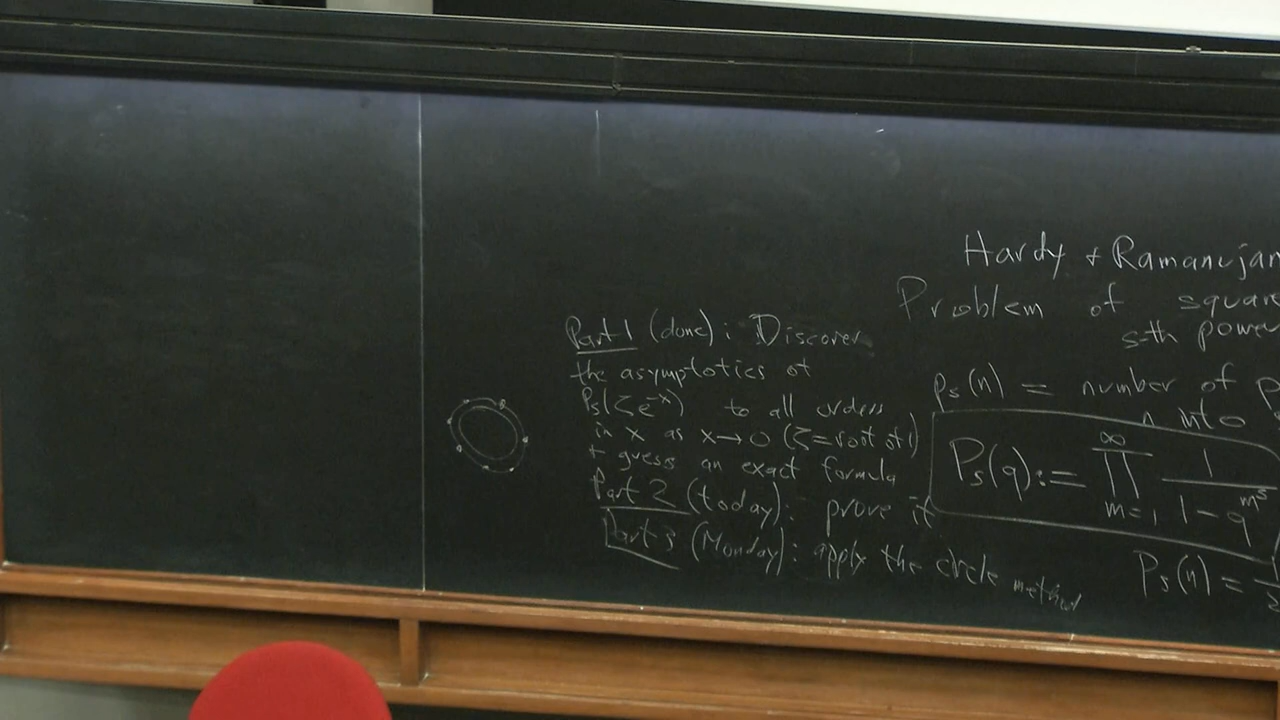 Hardy + Ramanujan
Problem of square
s-th power
Part 1 (done): Discover
the asymptotics of
Ps(ζe^-x) to all orders
in x as x→0 (ζ=root of 1)
+ guess an exact formula
Part 2 (today): prove it
Part 3 (Monday): apply the circle method
ps(n) = number of p
n into
Ps(q) := ∞∏m=1 1/(1-q^m^s)
ps(n) = 1/2